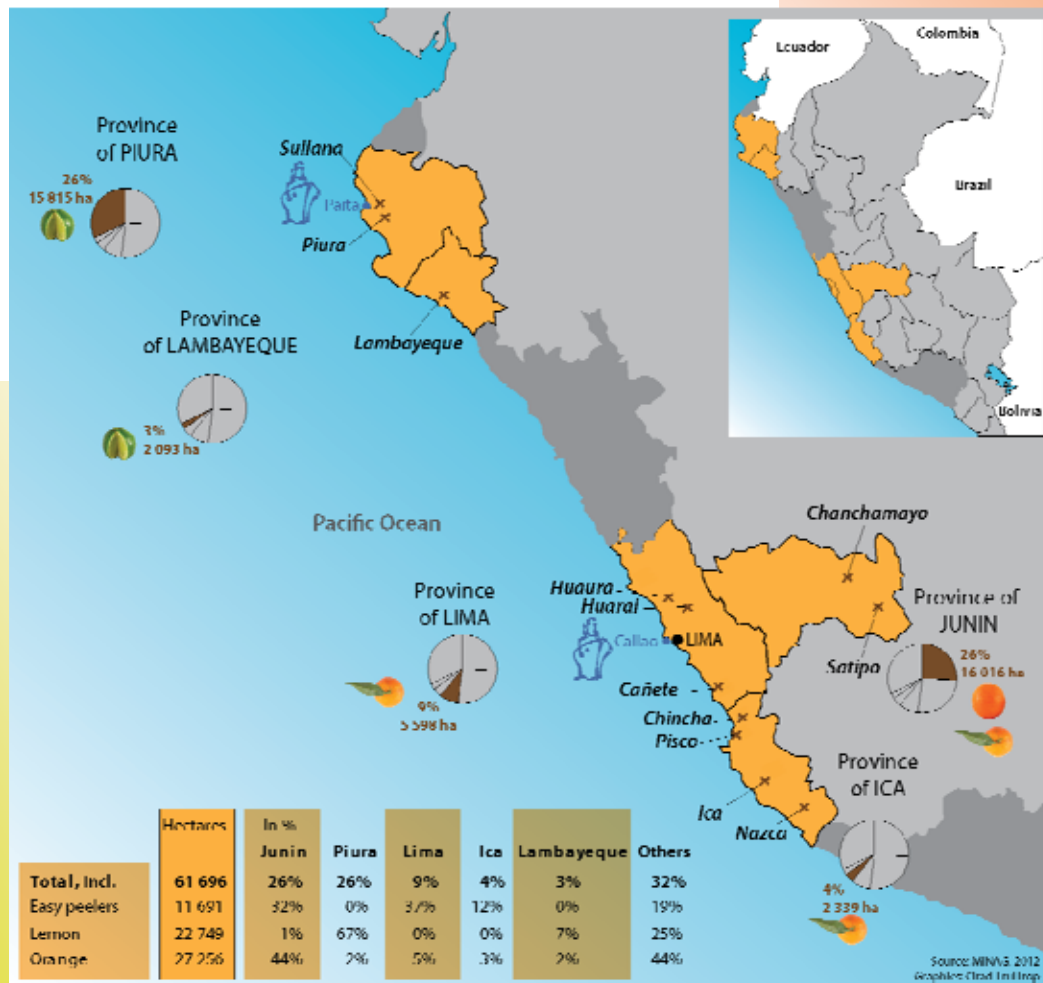 Ecuador
Colombia
Brazil
Bolivia
Province
of PIURA
26%
15 815 ha
Sullana
Paita
Piura
Province
of LAMBAYEQUE
3%
2 093 ha
Lambayeque
Pacific Ocean
Chanchamayo
Huaura
Huaral
Province
of LIMA
9%
5 598 ha
Callao
LIMA
Satipo
Province of
JUNIN
26%
16 016 ha
Cañete
Chincha
Pisco
Ica
Nazca
Province
of ICA
4%
2 339 ha
Hectares In %
Junin Piura Lima Ica Lambayeque Others
Total, incl. 61 696 26% 26% 9% 4% 3% 32%
Easy peelers 11 691 32% 0% 37% 12% 0% 19%
Lemon 22 749 1% 67% 0% 0% 7% 25%
Orange 27 256 44% 2% 5% 3% 2% 44%
Source: 2012
Graphics: Cirad